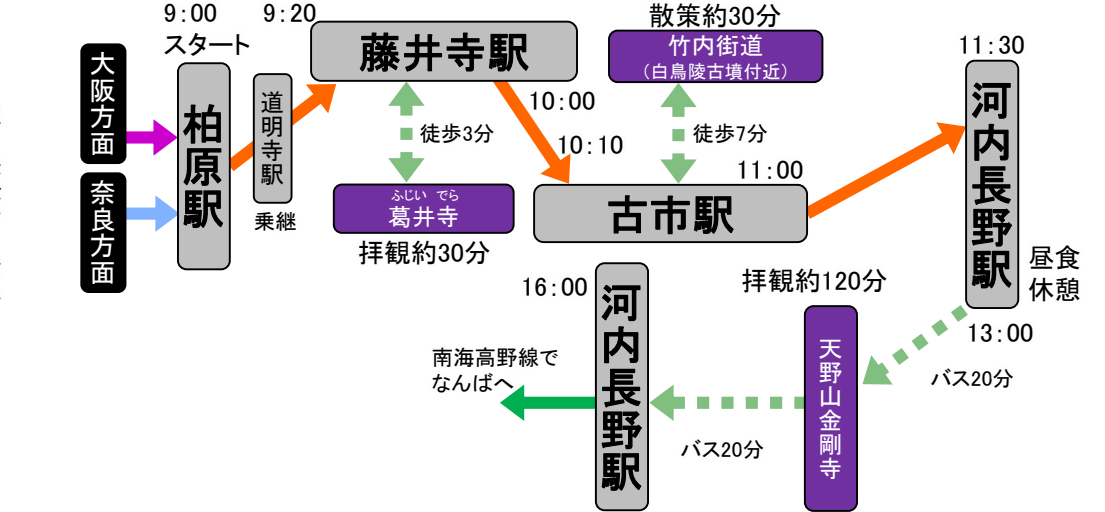 大阪方面
奈良方面
9:00
スタート
柏原駅
道明寺駅
乗継
9:20
藤井寺駅
徒歩3分
ふじい でら
葛井寺
拝観約30分
10:00
10:10
散策約30分
竹内街道
（白鳥陵古墳付近）
徒歩7分
11:00
古市駅
11:30
河内長野駅
昼食
休憩
13:00
バス20分
拝観約120分
天野山金剛寺
バス20分
16:00
河内長野駅
南海高野線で
なんばへ